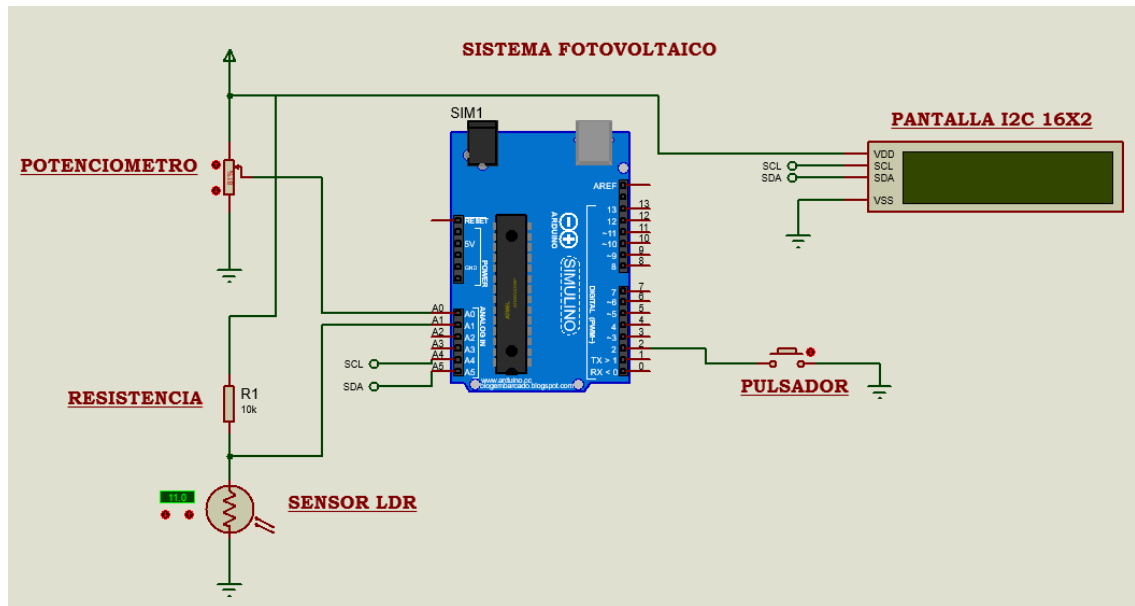 SISTEMA FOTOVOLTAICO
SIM1
PANTALLA I2C 16X2
POTENCIOMETRO
VDD
SCL SCL
SDA SDA
VSS
AREF
13 13
12 12
~11 11
~10 10
~9 9
8 8
RESET
5V
GND
POWER
ARDUINO
SIMULINO
DIGITAL (PWM~)
7 7
~6 6
~5 5
4 4
~3 3
2 2
TX > 1 1
RX < 0 0
ANALOG IN
A0 A0
A1 A1
A2 A2
A3 A3
A4 A4
A5 A5
SCL
SDA
www.arduino.cc
blogembarcado.blogspot.com
PULSADOR
RESISTENCIA
R1
10k
11.0
SENSOR LDR